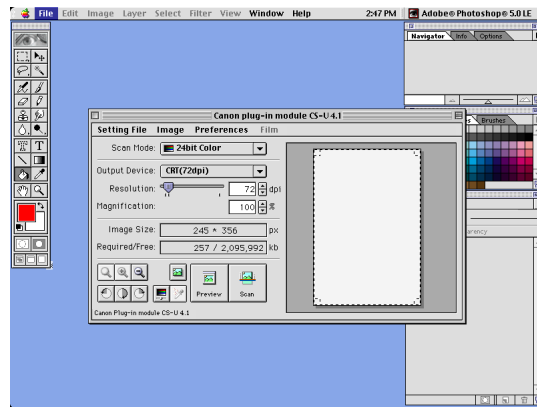 File Edit Image Layer Select Filter View Window Help 2:47 PM Adobe® Photoshop® 5.0 LE
Navigator Info Options
Brushes
Canon plug-in module CS-U 4.1
Setting File Image Preferences Film
Scan Mode: 24bit Color
Output Device: CRT(72dpi)
Resolution: 72 dpi
Magnification: 100 %
Image Size: 245 * 356 px
Required/Free: 257 / 2,095,992 kb
Preview Scan
Canon Plug-in module CS-U 4.1
T